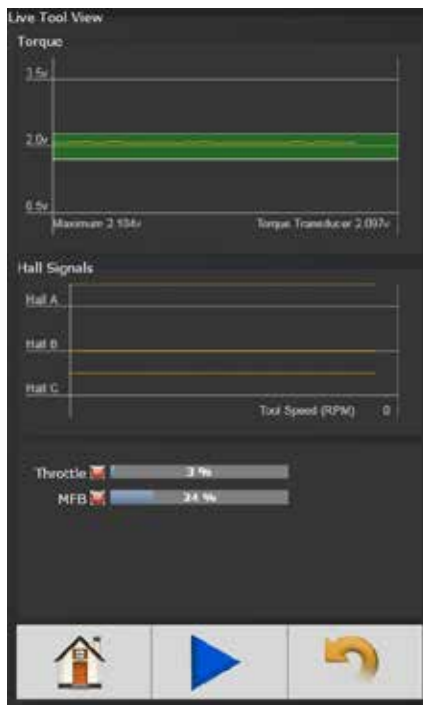 Live Tool View
Torque
3.5v
2.0v
0.5v
Maximum 2.104v Torque Transducer 2.097v
Hall Signals
Hall A
Hall B
Hall C
Tool Speed (RPM) 0
Throttle 3 %
MFB 24 %